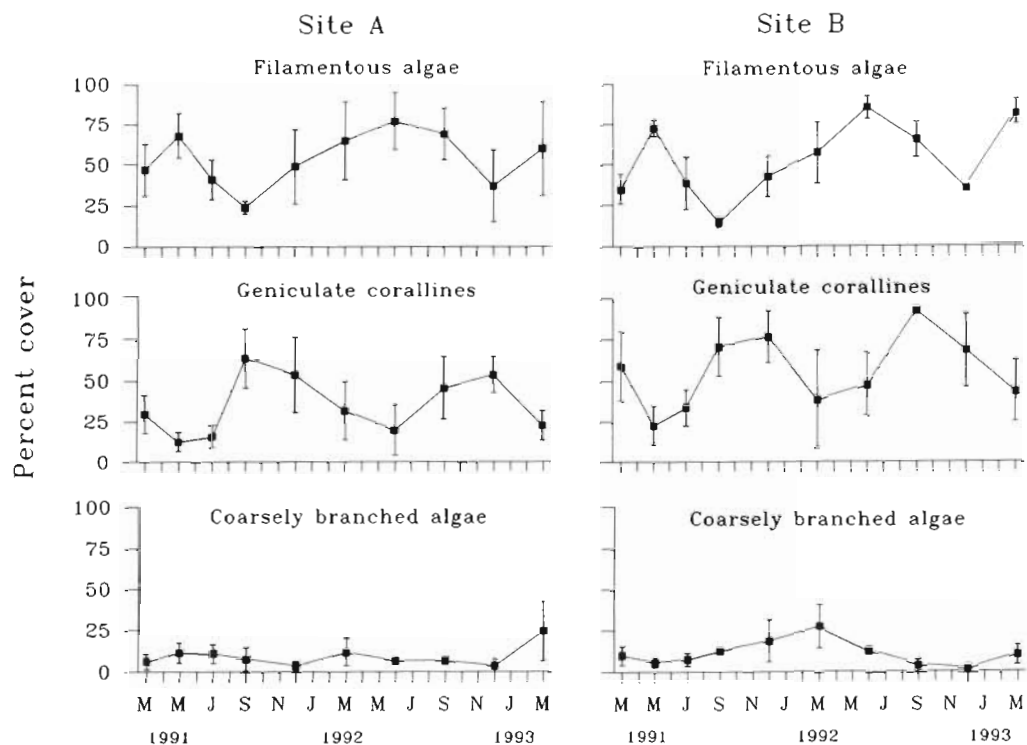 Site A
Site B
Filamentous algae
Filamentous algae
100
75
50
25
0
Geniculate corallines
Geniculate corallines
100
75
50
25
0
Percent cover
Coarsely branched algae
Coarsely branched algae
100
75
50
25
0
M M J S N J M M J S N J M
M M J S N J M M J S N J M
1991 1992 1993
1991 1992 1993